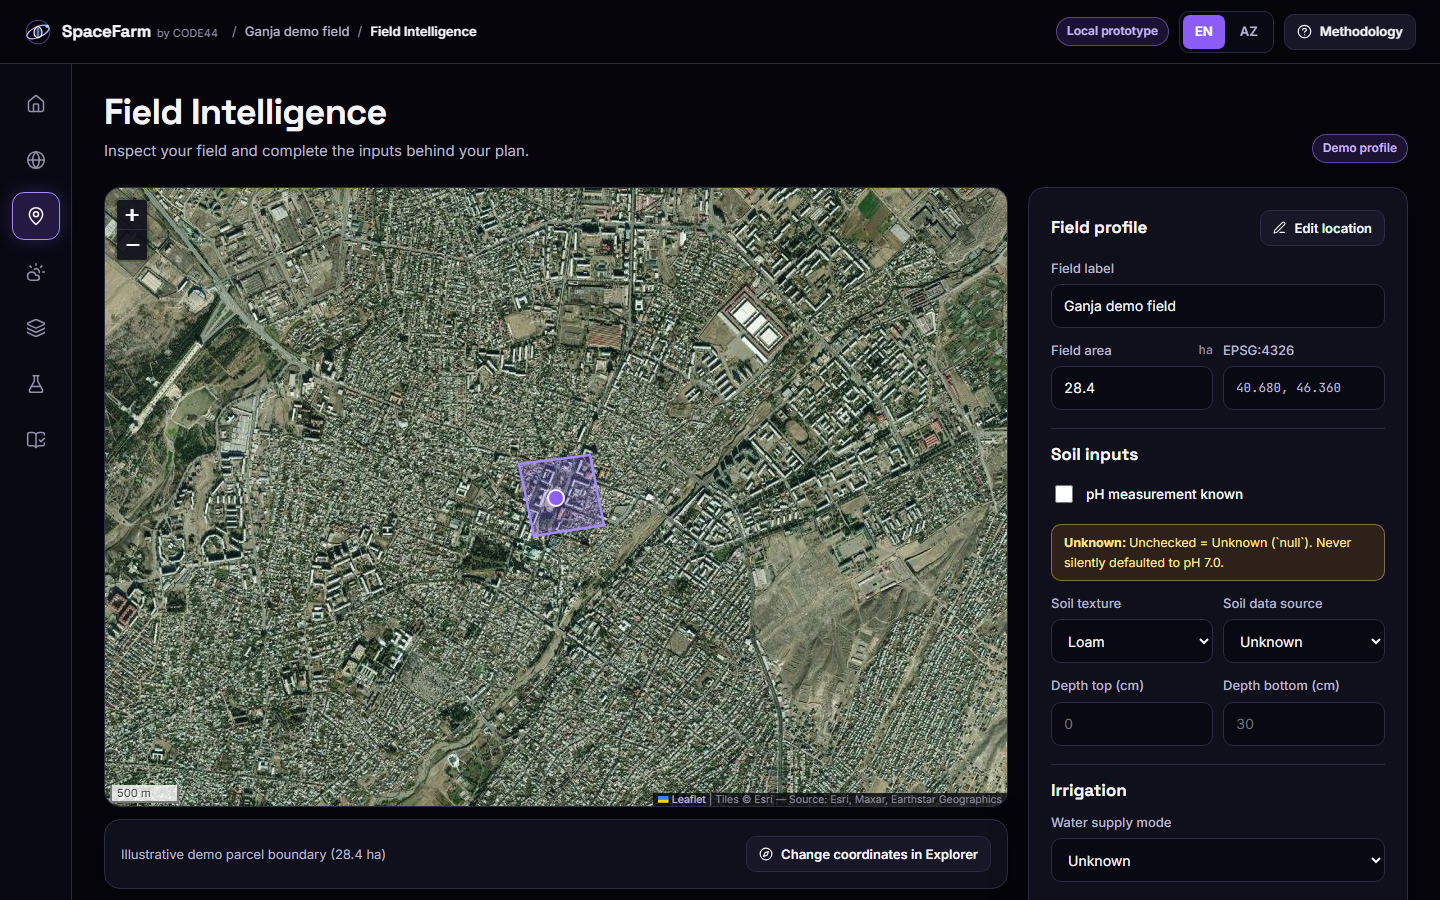 SpaceFarm by CODE44 / Ganja demo field / Field Intelligence
Local prototype
EN AZ
Methodology
Field Intelligence
Inspect your field and complete the inputs behind your plan.
Demo profile
+
−
500 m
Leaflet | Tiles © Esri — Source: Esri, Maxar, Earthstar Geographics
Illustrative demo parcel boundary (28.4 ha)
Change coordinates in Explorer
Field profile
Edit location
Field label
Ganja demo field
Field area ha EPSG:4326
28.4 40.680, 46.360
Soil inputs
pH measurement known
Unknown: Unchecked = Unknown (`null`). Never
silently defaulted to pH 7.0.
Soil texture Soil data source
Loam Unknown
Depth top (cm) Depth bottom (cm)
0 30
Irrigation
Water supply mode
Unknown